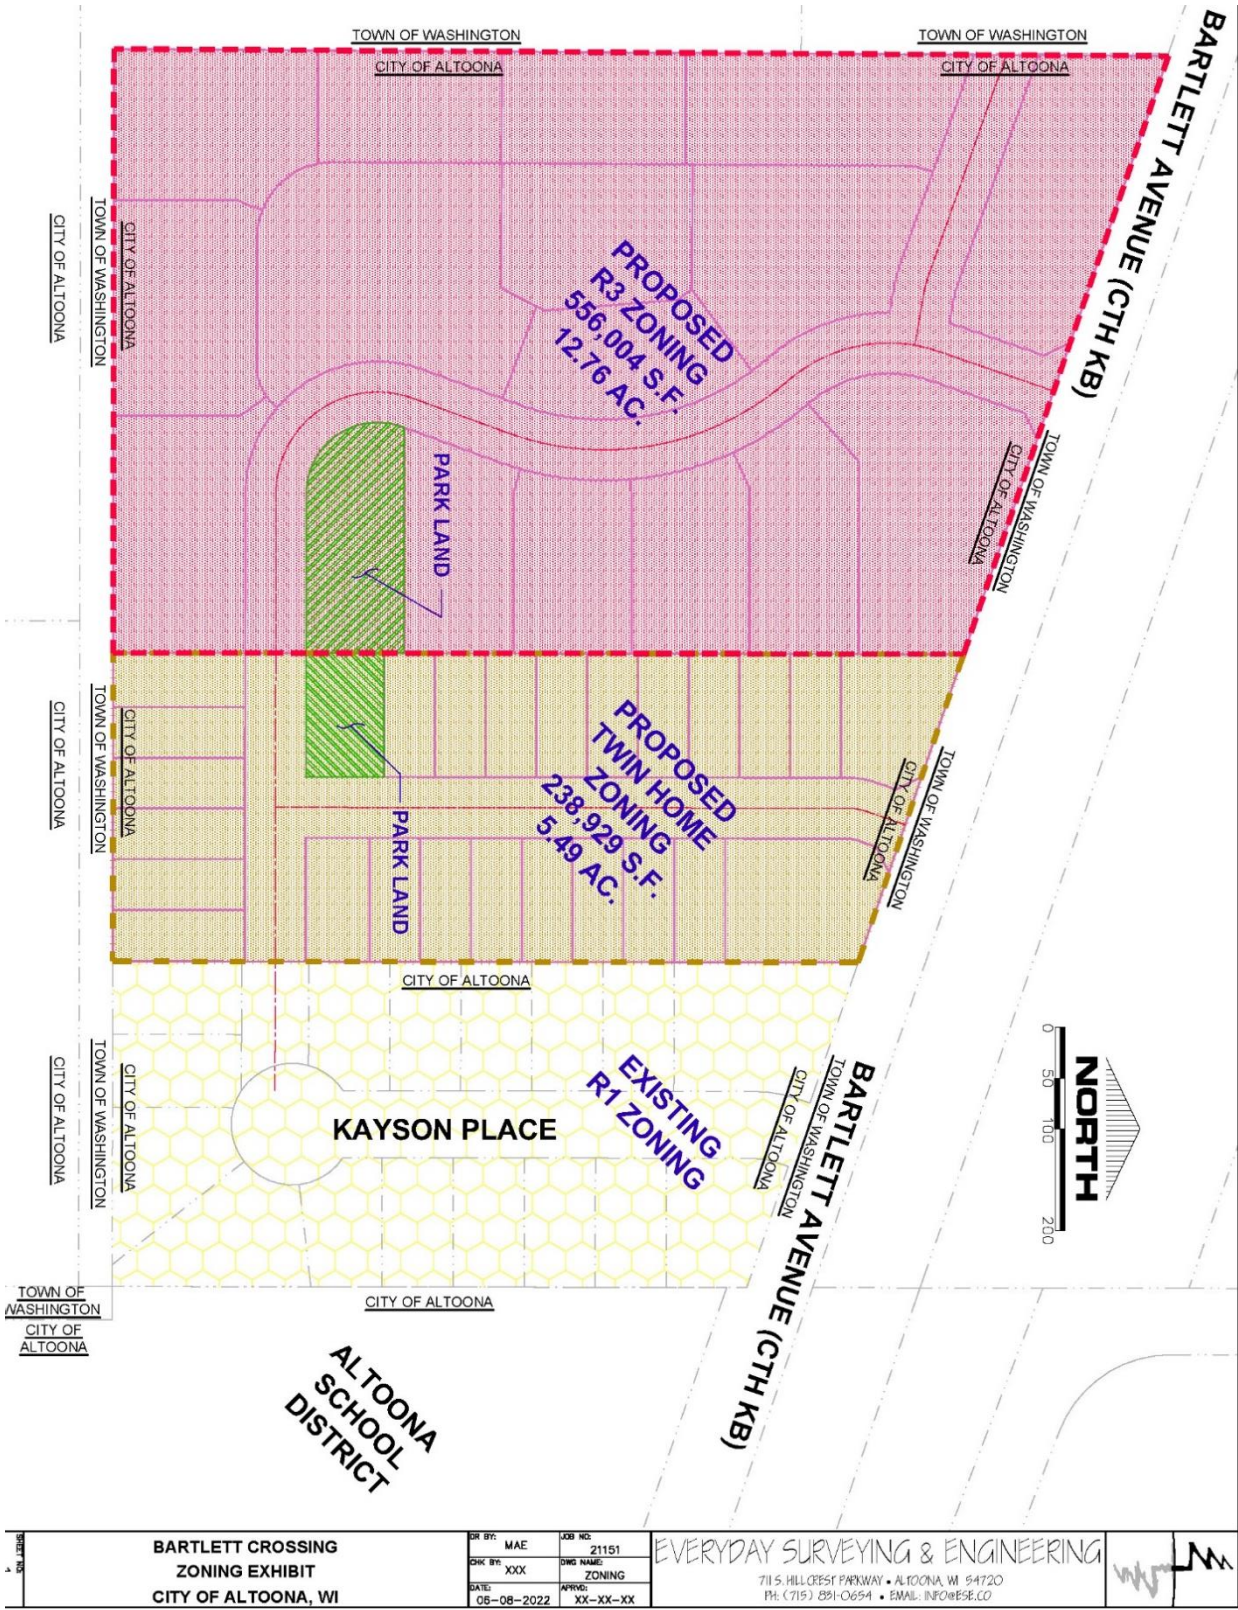 TOWN OF WASHINGTON
CITY OF ALTOONA
TOWN OF WASHINGTON
CITY OF ALTOONA
BARTLETT AVENUE (CTH KB)
CITY OF ALTOONA
TOWN OF WASHINGTON
CITY OF ALTOONA
PROPOSED
R3 ZONING
556,004 S.F.
12.76 AC.
PARK LAND
TOWN OF WASHINGTON
CITY OF ALTOONA
CITY OF ALTOONA
TOWN OF WASHINGTON
CITY OF ALTOONA
PROPOSED
TWIN HOME
ZONING
238,929 S.F.
5.49 AC.
PARK LAND
TOWN OF WASHINGTON
CITY OF ALTOONA
CITY OF ALTOONA
CITY OF ALTOONA
TOWN OF WASHINGTON
CITY OF ALTOONA
KAYSON PLACE
EXISTING
R1 ZONING
CITY OF ALTOONA
TOWN OF WASHINGTON
BARTLETT AVENUE (CTH KB)
0
50
100
200
NORTH
TOWN OF
WASHINGTON
CITY OF
ALTOONA
CITY OF ALTOONA
ALTOONA
SCHOOL
DISTRICT
SHEET NO.
BARTLETT CROSSING
ZONING EXHIBIT
CITY OF ALTOONA, WI
DR BY:
MAE
JOB NO:
21151
CHK BY:
XXX
DWG NAME:
ZONING
DATE:
05-08-2022
APRVD:
XX-XX-XX
EVERYDAY SURVEYING & ENGINEERING
711 S. HILLCREST PARKWAY • ALTOONA, WI 54720
PH: (715) 831-0654 • EMAIL: INFO@ESE.CO